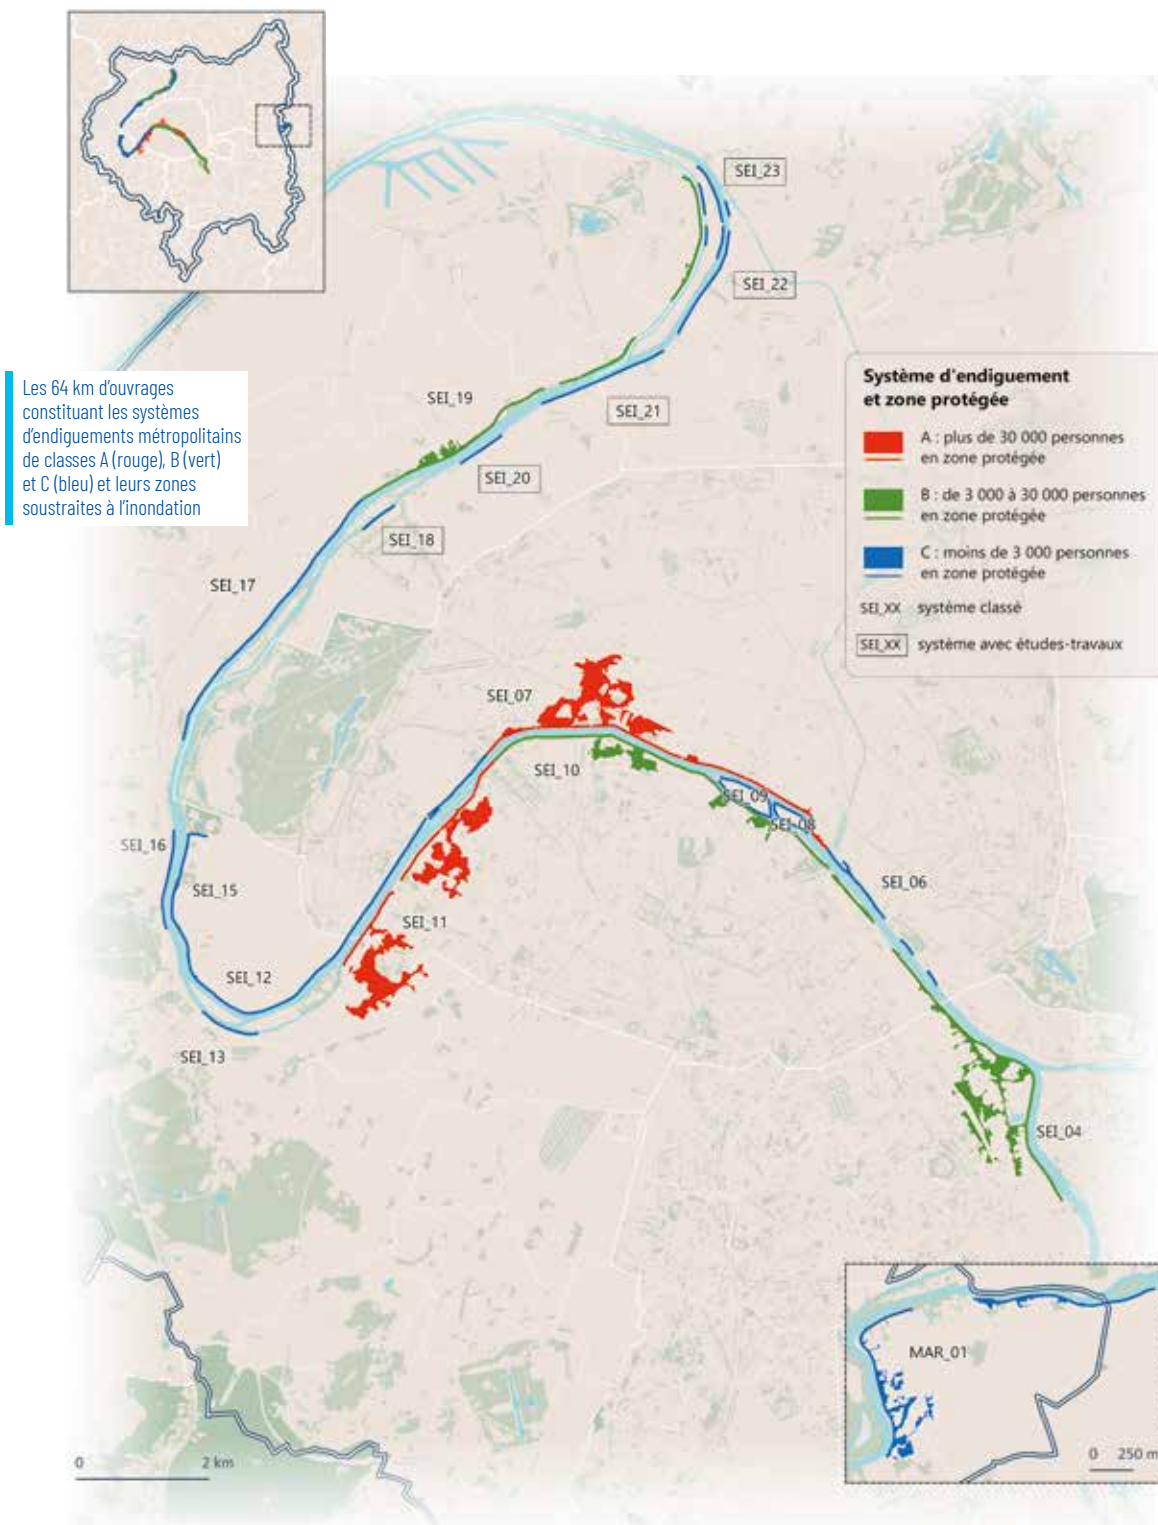 SEI_23
SEI_22
Les 64 km d'ouvrages
constituant les systèmes
d'endiguements métropolitains
de classes A (rouge), B (vert)
et C (bleu) et leurs zones
soustraites à l'inondation
Système d'endiguement
et zone protégée
A : plus de 30 000 personnes
en zone protégée
B : de 3 000 à 30 000 personnes
en zone protégée
C : moins de 3 000 personnes
en zone protégée
SEI_XX système classé
SEI_XX système avec études-travaux
SEI_19
SEI_21
SEI_20
SEI_18
SEI_17
SEI_07
SEI_10
SEI_09
SEI_08
SEI_16
SEI_15
SEI_06
SEI_11
SEI_12
SEI_13
SEI_04
MAR_01
0 2 km
0 250 m